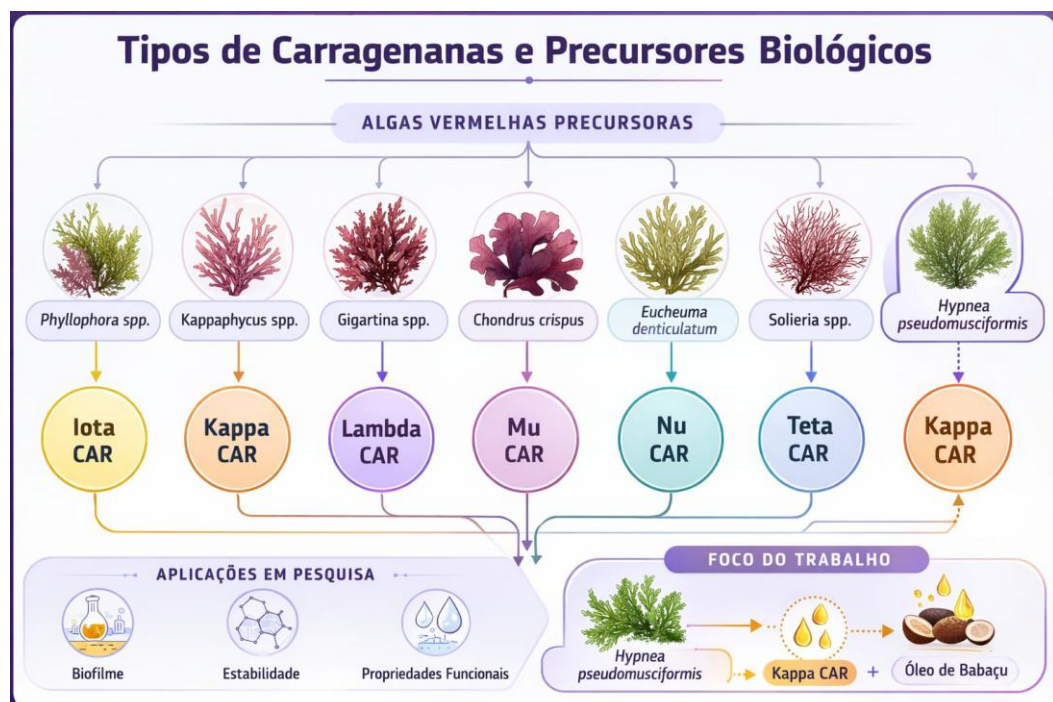 Tipos de Carragenanas e Precursores Biológicos
ALGAS VERMELHAS PRECURSORAS
Phyllophora spp.
Kappaphycus spp.
Gigartina spp.
Chondrus crispus
Eucheuma
denticulatum
Solieria spp.
Hypnea
pseudomusciformis
Iota
CAR
Kappa
CAR
Lambda
CAR
Mu
CAR
Nu
CAR
Teta
CAR
Kappa
CAR
APLICAÇÕES EM PESQUISA
Biofilme
Estabilidade
Propriedades Funcionais
FOCO DO TRABALHO
Hypnea
pseudomusciformis
Kappa CAR
+
Óleo de Babaçu